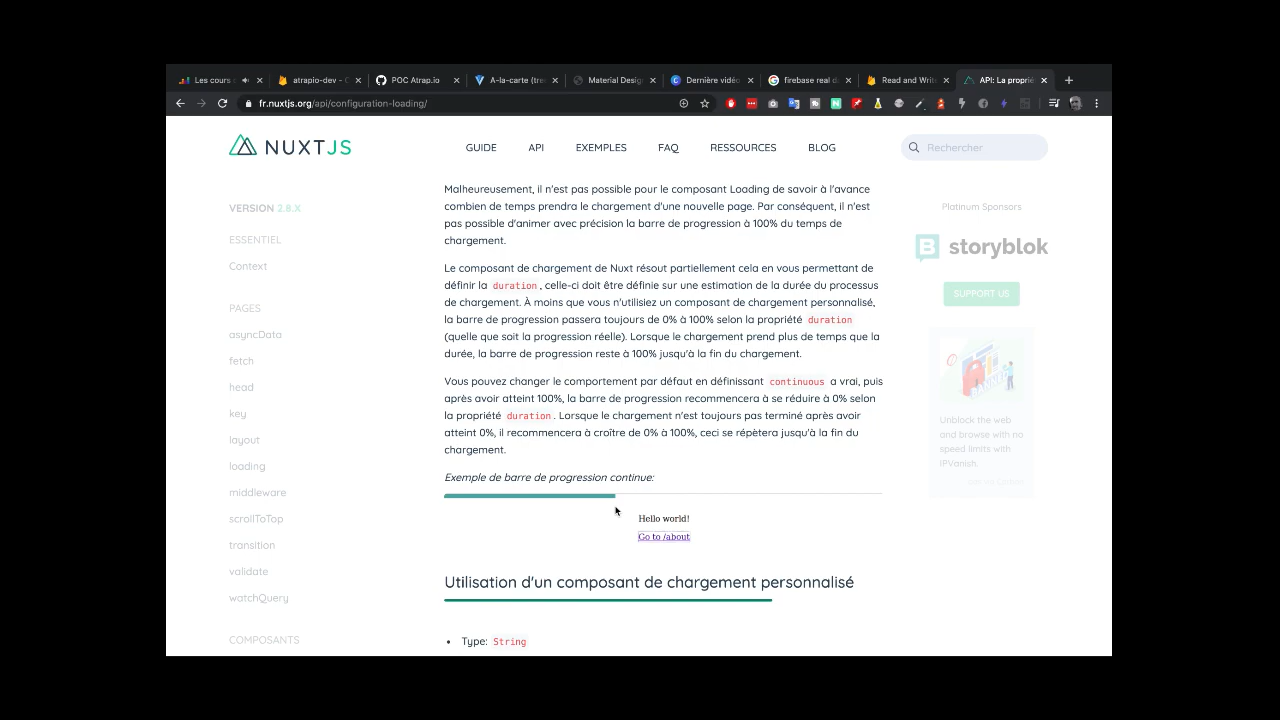 Les cours
atrapio-dev - C
POC Atrap.io
A-la-carte (tre
Material Desig
Dernière vidéo
firebase real d
Read and Writ
API: La proprié
fr.nuxtjs.org/api/configuration-loading/
NUXTJS
GUIDE
API
EXEMPLES
FAQ
RESSOURCES
BLOG
Rechercher
VERSION 2.8.X
ESSENTIEL
Context
PAGES
asyncData
fetch
head
key
layout
loading
middleware
scrollToTop
transition
validate
watchQuery
COMPOSANTS
Malheureusement, il n'est pas possible pour le composant Loading de savoir à l'avance
combien de temps prendra le chargement d'une nouvelle page. Par conséquent, il n'est
pas possible d'animer avec précision la barre de progression à 100% du temps de
chargement.
Le composant de chargement de Nuxt résout partiellement cela en vous permettant de
définir la duration, celle-ci doit être définie sur une estimation de la durée du processus
de chargement. À moins que vous n'utilisiez un composant de chargement personnalisé,
la barre de progression passera toujours de 0% à 100% selon la propriété duration
(quelle que soit la progression réelle). Lorsque le chargement prend plus de temps que la
durée, la barre de progression reste à 100% jusqu'à la fin du chargement.
Vous pouvez changer le comportement par défaut en définissant continuous a vrai, puis
après avoir atteint 100%, la barre de progression recommencera à se réduire à 0% selon
la propriété duration. Lorsque le chargement n'est toujours pas terminé après avoir
atteint 0%, il recommencera à croître de 0% à 100%, ceci se répètera jusqu'à la fin du
chargement.
Exemple de barre de progression continue:
Hello world!
Go to /about
Utilisation d'un composant de chargement personnalisé
Type: String
Platinum Sponsors
storyblok
SUPPORT US
Unblock the web
and browse with no
speed limits with
IPVanish.